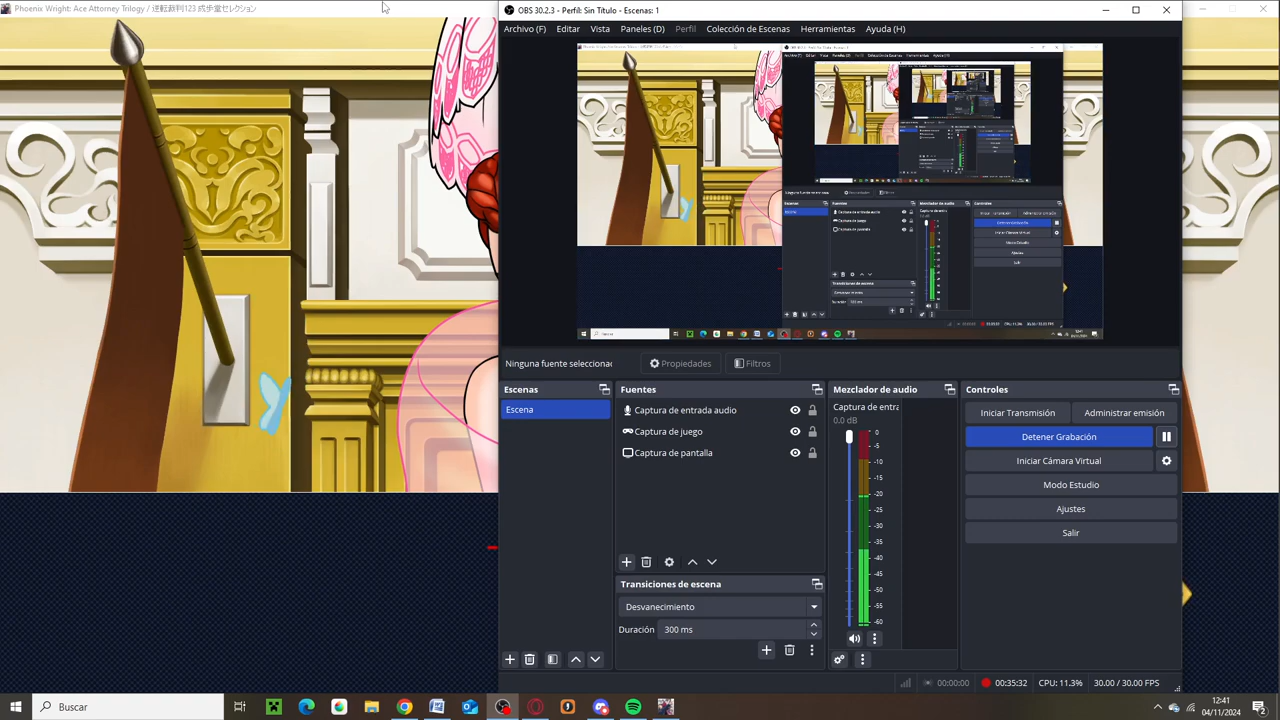 Phoenix Wright: Ace Attorney Trilogy / 逆転裁判123 成歩堂セレクション
OBS 30.2.3 - Perfil: Sin Título - Escenas: 1
Archivo (F) Editar Vista Paneles (D) Perfil Colección de Escenas Herramientas Ayuda (H)
Ninguna fuente seleccionad
Propiedades
Filtros
Escenas
Fuentes
Mezclador de audio
Controles
Escena
Captura de entrada audio
Captura de juego
Captura de pantalla
Captura de entra
0.0 dB
0
-5
-10
-15
-20
-25
-30
-35
-40
-45
-50
-55
-60
Iniciar Transmisión
Administrar emisión
Detener Grabación
Iniciar Cámara Virtual
Modo Estudio
Ajustes
Salir
Transiciones de escena
Desvanecimiento
Duración 300 ms
00:00:00
00:35:32
CPU: 11.3%
30.00 / 30.00 FPS
Buscar
12:41
04/11/2024
2